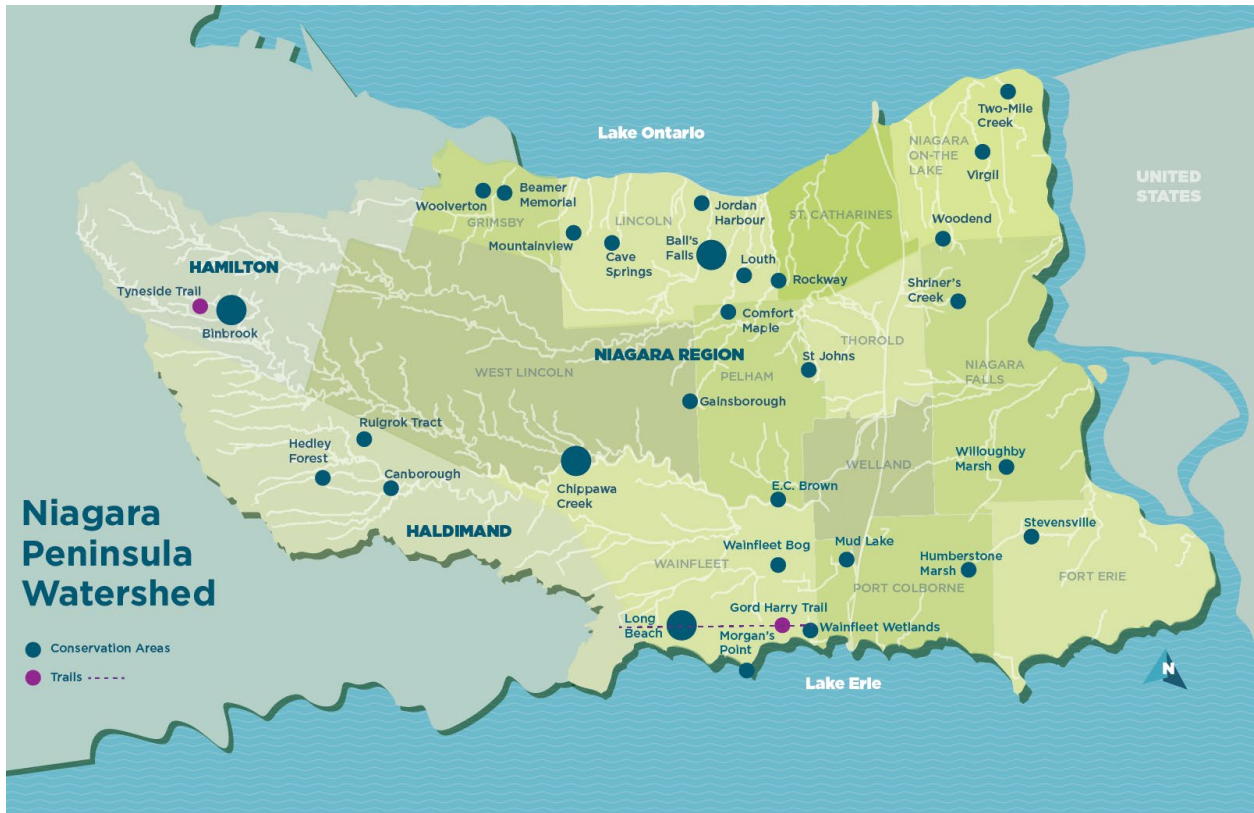 Lake Ontario
Two-Mile
Creek
NIAGARA
ON-THE
LAKE
Virgil
UNITED
STATES
Woolverton
Beamer
Memorial
GRIMSBY
Mountainview
LINCOLN
Cave
Springs
Jordan
Harbour
Ball's
Falls
Louth
ST. CATHARINES
Rockway
Woodend
Shriner's
Creek
HAMILTON
Tyneside Trail
Binbrook
Comfort
Maple
NIAGARA REGION
THOROLD
St Johns
WEST LINCOLN
PELHAM
NIAGARA
FALLS
Gainsborough
Ruigrok Tract
Hedley
Forest
Canborough
Chippawa
Creek
WELLAND
Willoughby
Marsh
E.C. Brown
HALDIMAND
Stevensville
Wainfleet Bog
Mud Lake
Humberstone
Marsh
WAINFLEET
PORT COLBORNE
FORT ERIE
Gord Harry Trail
Long
Beach
Wainfleet Wetlands
Morgan's
Point
Lake Erie
N
Niagara
Peninsula
Watershed
Conservation Areas
Trails